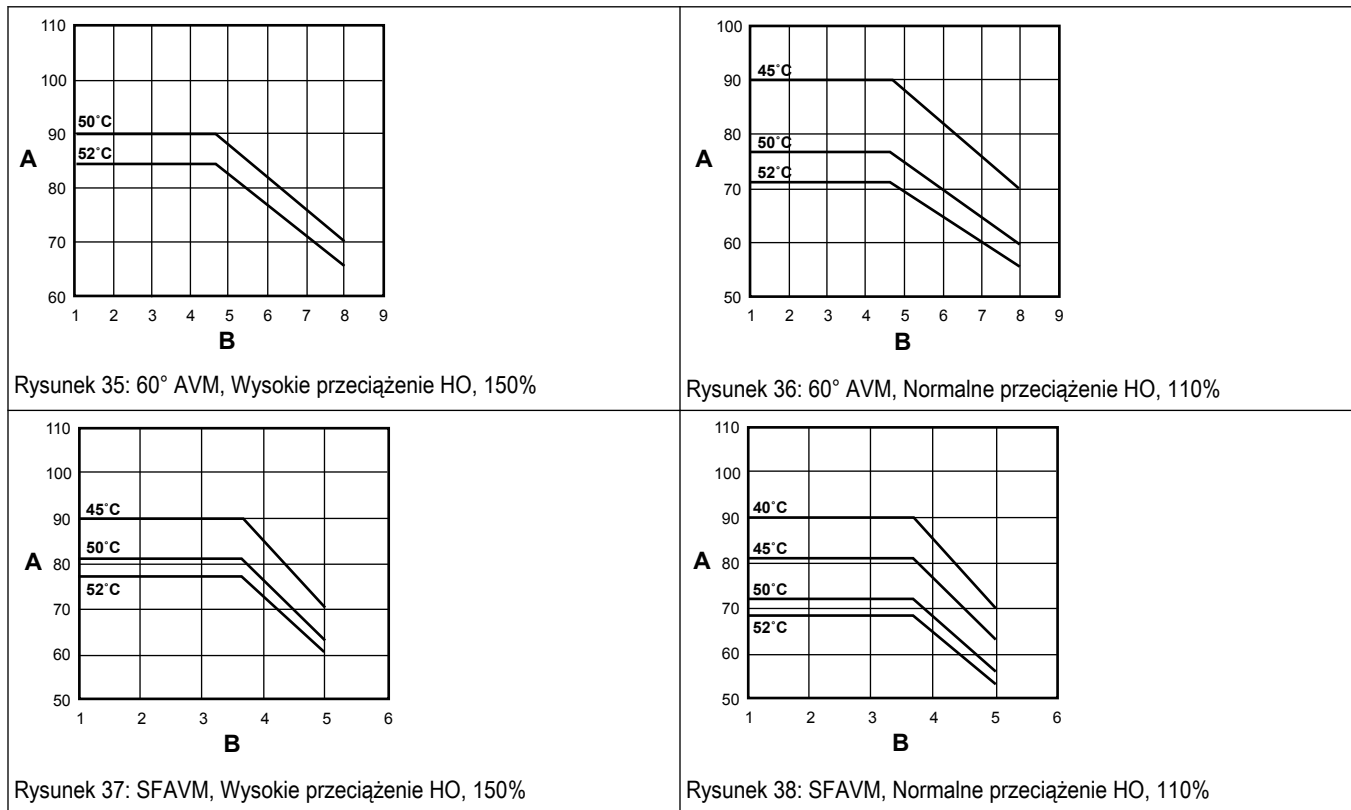 110
100
90
80
70
60
50˚C
52˚C
A
1 2 3 4 5 6 7 8 9
B
Rysunek 35: 60° AVM, Wysokie przeciążenie HO, 150%
100
90
80
70
60
50
45˚C
50˚C
52˚C
A
1 2 3 4 5 6 7 8 9
B
Rysunek 36: 60° AVM, Normalne przeciążenie HO, 110%
110
100
90
80
70
60
50
45˚C
50˚C
52˚C
A
1 2 3 4 5 6
B
Rysunek 37: SFAVM, Wysokie przeciążenie HO, 150%
110
100
90
80
70
60
50
40˚C
45˚C
50˚C
52˚C
A
1 2 3 4 5 6
B
Rysunek 38: SFAVM, Normalne przeciążenie HO, 110%